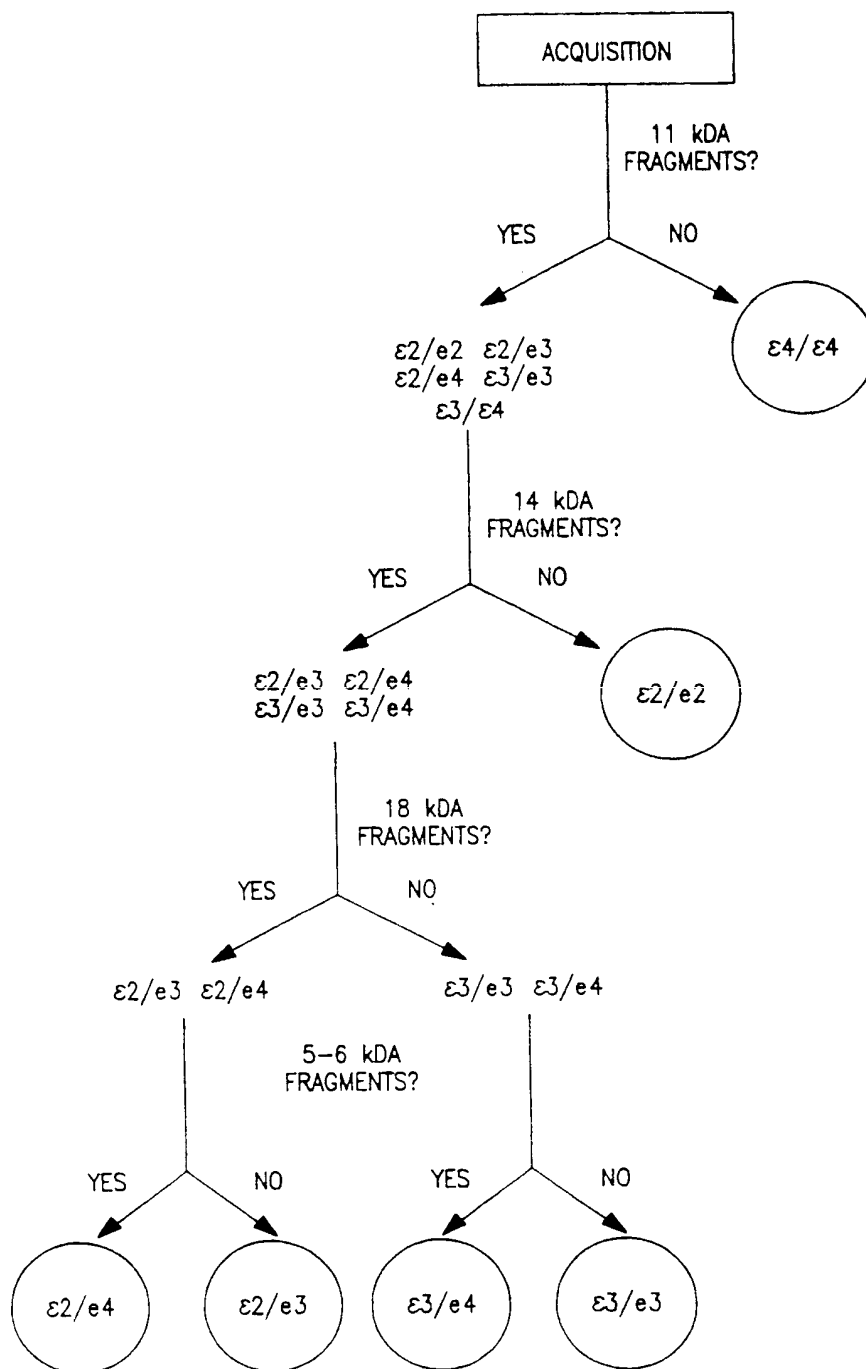 ACQUISITION
11 kDA
FRAGMENTS?
YES NO
ε2/e2 ε2/e3
ε2/e4 ε3/e3
ε3/ε4
ε4/ε4
14 kDA
FRAGMENTS?
YES NO
ε2/e3 ε2/e4
ε3/e3 ε3/e4
ε2/e2
18 kDA
FRAGMENTS?
YES NO
ε2/e3 ε2/e4
ε3/e3 ε3/e4
5-6 kDA
FRAGMENTS?
YES NO
YES NO
ε2/e4
ε2/e3
ε3/e4
ε3/e3